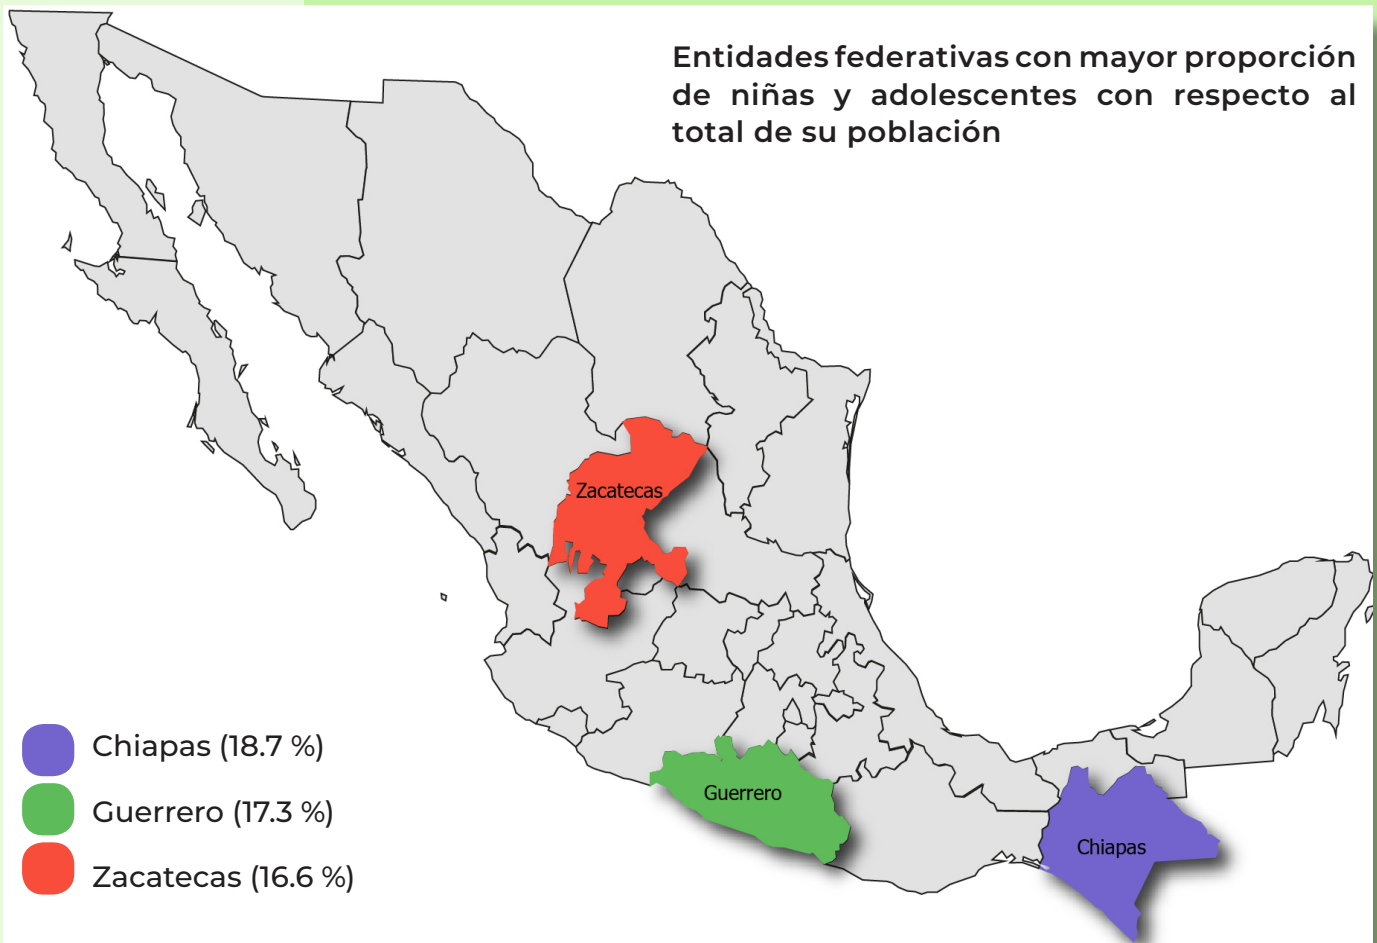 Entidades federativas con mayor proporción
de niñas y adolescentes con respecto al
total de su población
Zacatecas
Guerrero
Chiapas
Chiapas (18.7 %)
Guerrero (17.3 %)
Zacatecas (16.6 %)